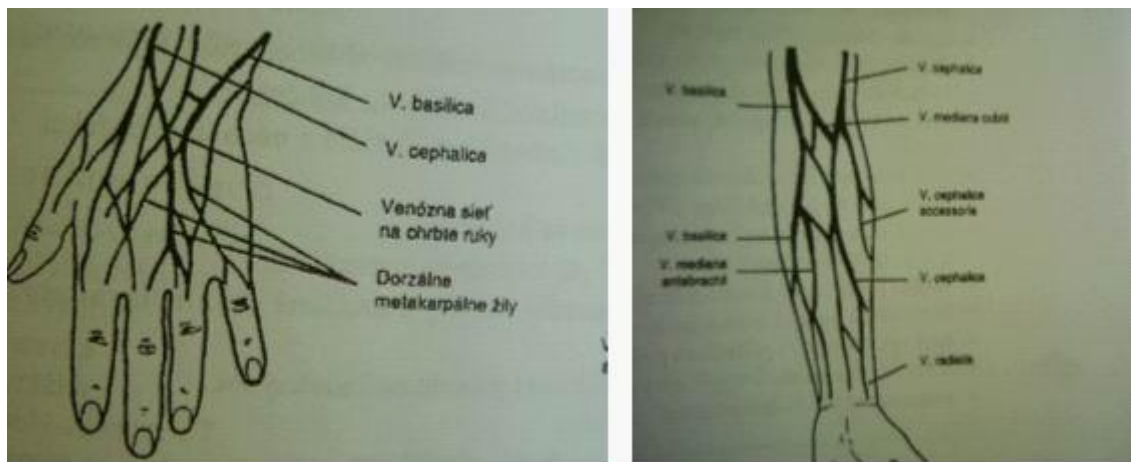 V. basilica
V. cephalica
Venózna sieť
na chrbte ruky
Dorzálne
metakarpálne žily
V. basilica
V. cephalica
V. mediana cubiti
V. cephalica
accessoria
V. basilica
V. mediana
antebrachii
V. cephalica
V. radialis